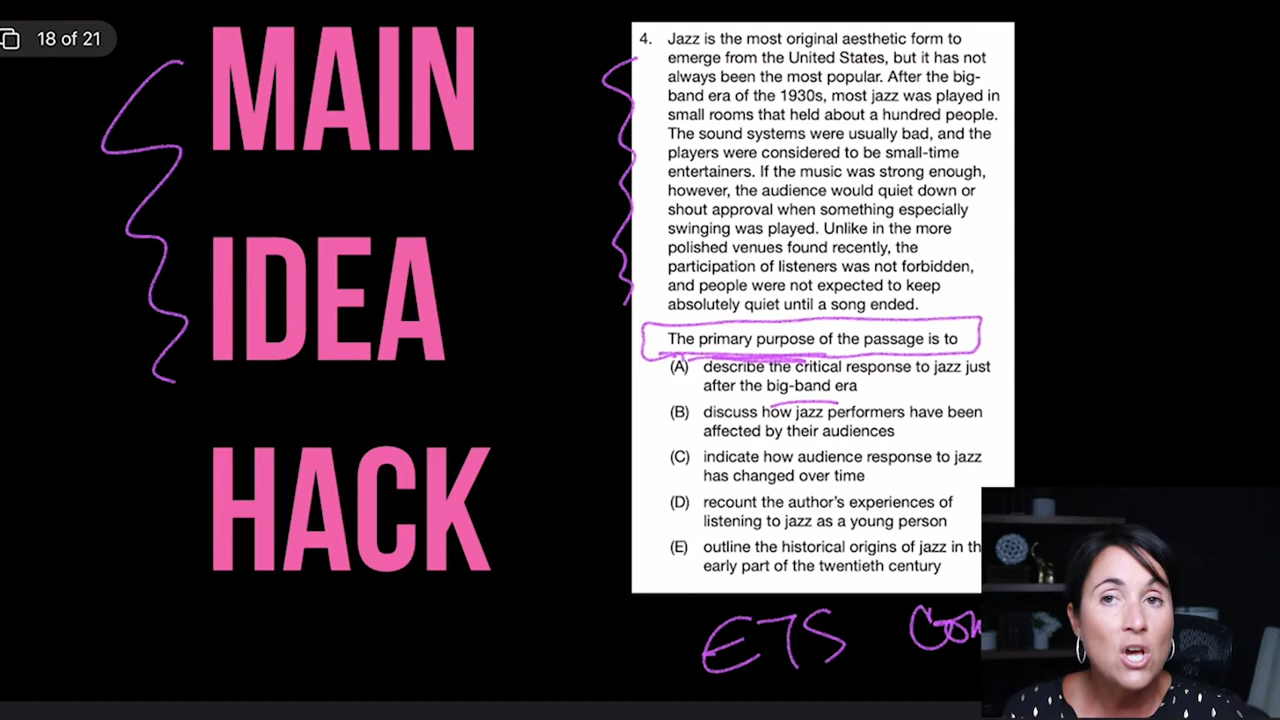 18 of 21
MAIN
IDEA
HACK
4. Jazz is the most original aesthetic form to
emerge from the United States, but it has not
always been the most popular. After the big-
band era of the 1930s, most jazz was played in
small rooms that held about a hundred people.
The sound systems were usually bad, and the
players were considered to be small-time
entertainers. If the music was strong enough,
however, the audience would quiet down or
shout approval when something especially
swinging was played. Unlike in the more
polished venues found recently, the
participation of listeners was not forbidden,
and people were not expected to keep
absolutely quiet until a song ended.
The primary purpose of the passage is to
(A) describe the critical response to jazz just
after the big-band era
(B) discuss how jazz performers have been
affected by their audiences
(C) indicate how audience response to jazz
has changed over time
(D) recount the author's experiences of
listening to jazz as a young person
(E) outline the historical origins of jazz in th
early part of the twentieth century
ETS